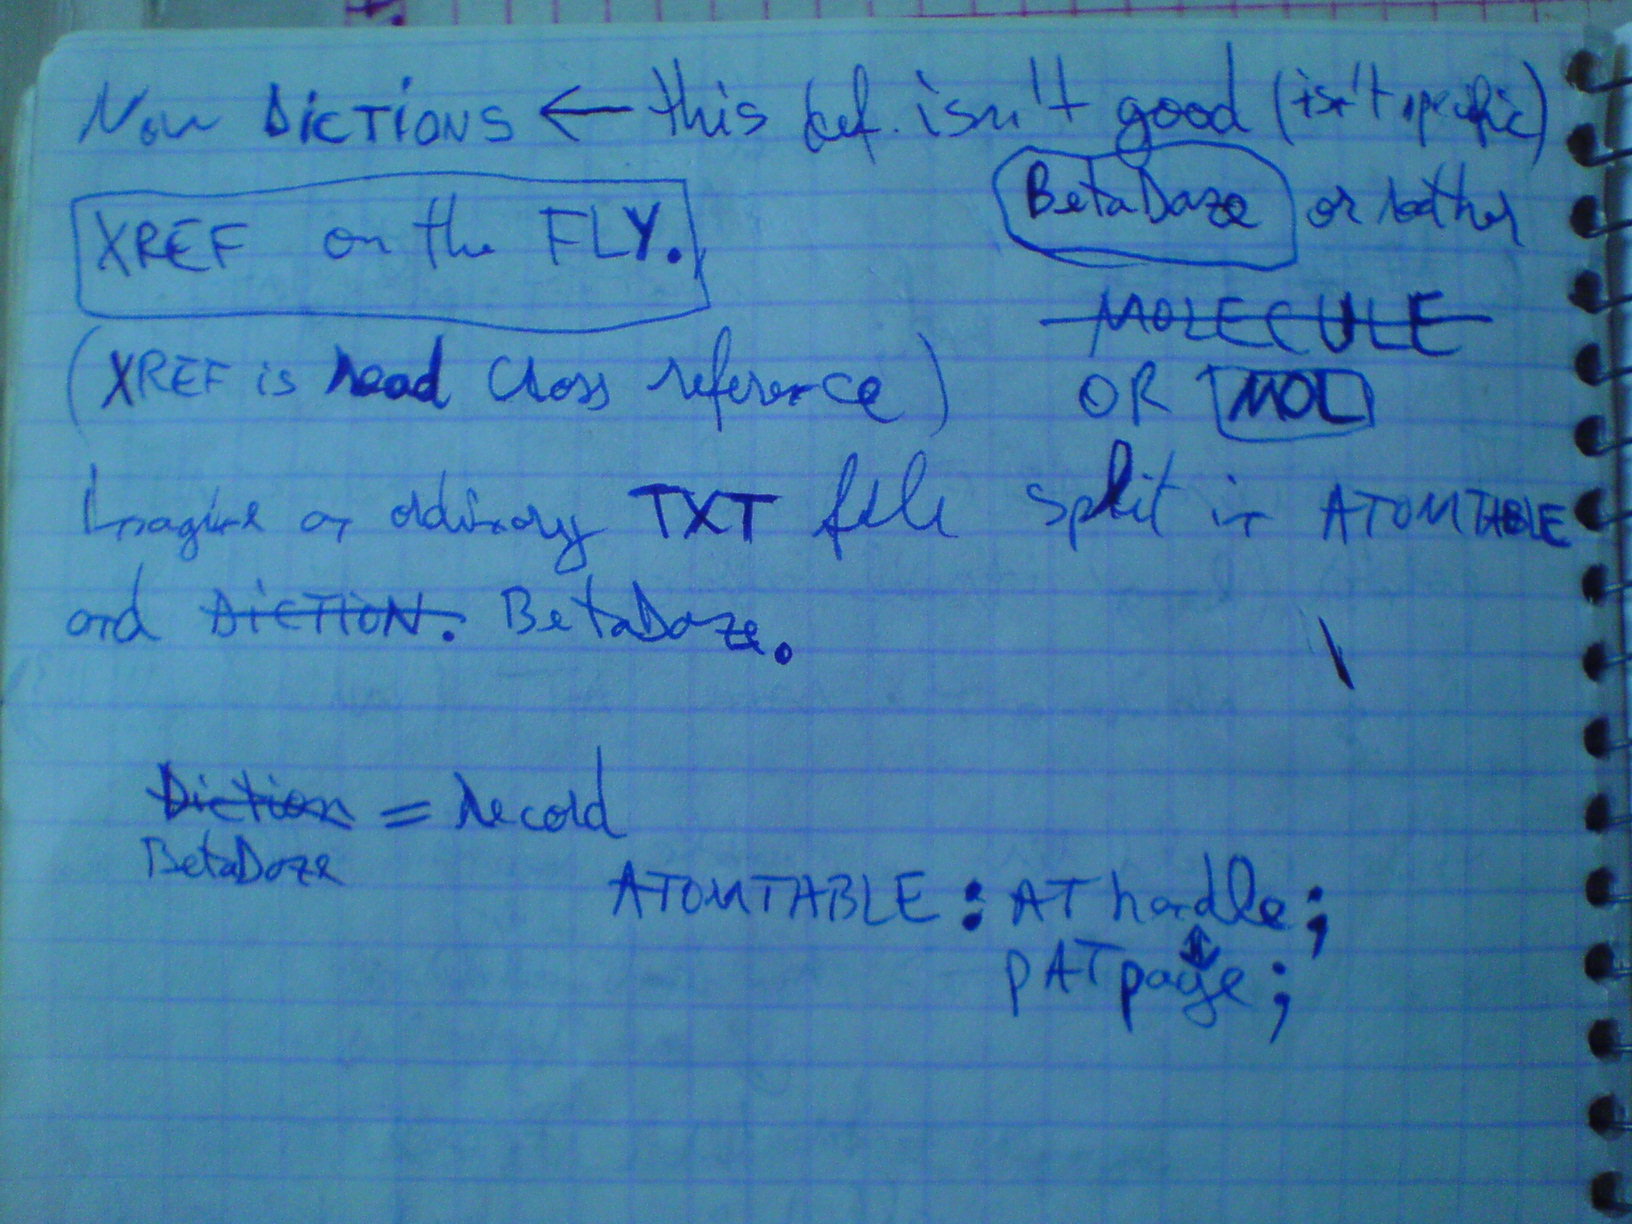 Now DICTIONS ← this def. isn't good (isn't specific)
BetaDaze or rather
XREF on the FLY.
MOLECULE
(XREF is read Cross reference)
OR MOL
Imagine an ordinary TXT file split in ATOMTABLE
and DICTION. BetaDaze.
Diction = record
BetaDaze
ATOMTABLE : AT handle;
pATpage;